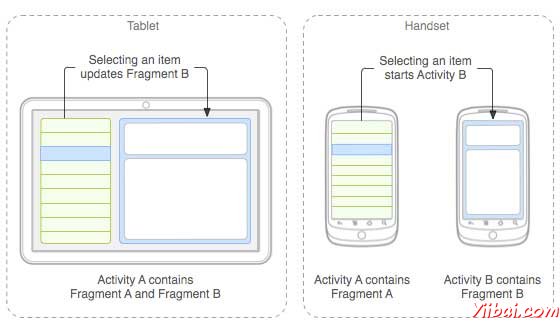 Tablet
Selecting an item
updates Fragment B
Activity A contains
Fragment A and Fragment B
Handset
Selecting an item
starts Activity B
Activity A contains
Fragment A
Activity B contains
Fragment B
Yiibai.com